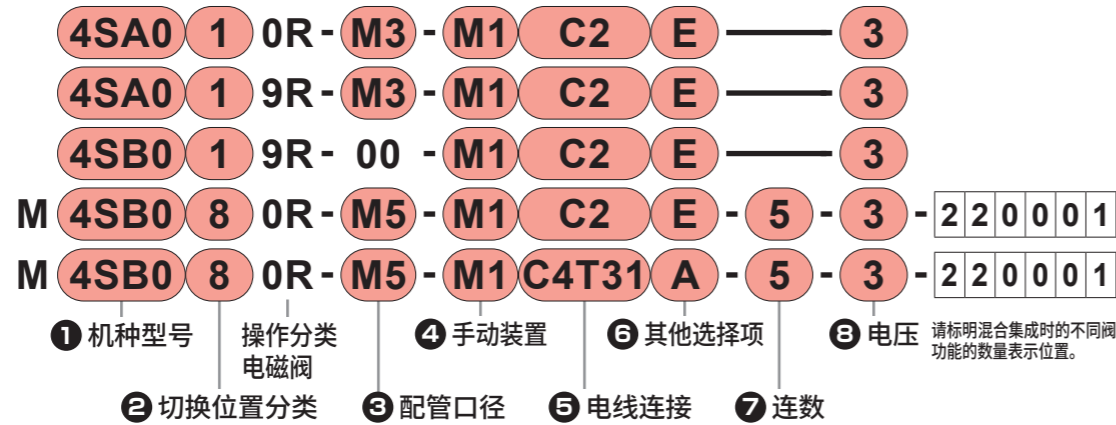 4SA0 1 0R - M3 - M1 C2 E —— 3
4SA0 1 9R - M3 - M1 C2 E —— 3
4SB0 1 9R - 00 - M1 C2 E —— 3
M 4SB0 8 0R - M5 - M1 C2 E - 5 - 3 - 2 2 0 0 0 1
M 4SB0 8 0R - M5 - M1 C4T31 A - 5 - 3 - 2 2 0 0 0 1
❶ 机种型号 操作分类 ❹ 手动装置 ❻ 其他选择项 ❽ 电压 请标明混合集成时的不同阀
电磁阀 功能的数量表示位置。
❷ 切换位置分类 ❸ 配管口径 ❺ 电线连接 ❼ 连数